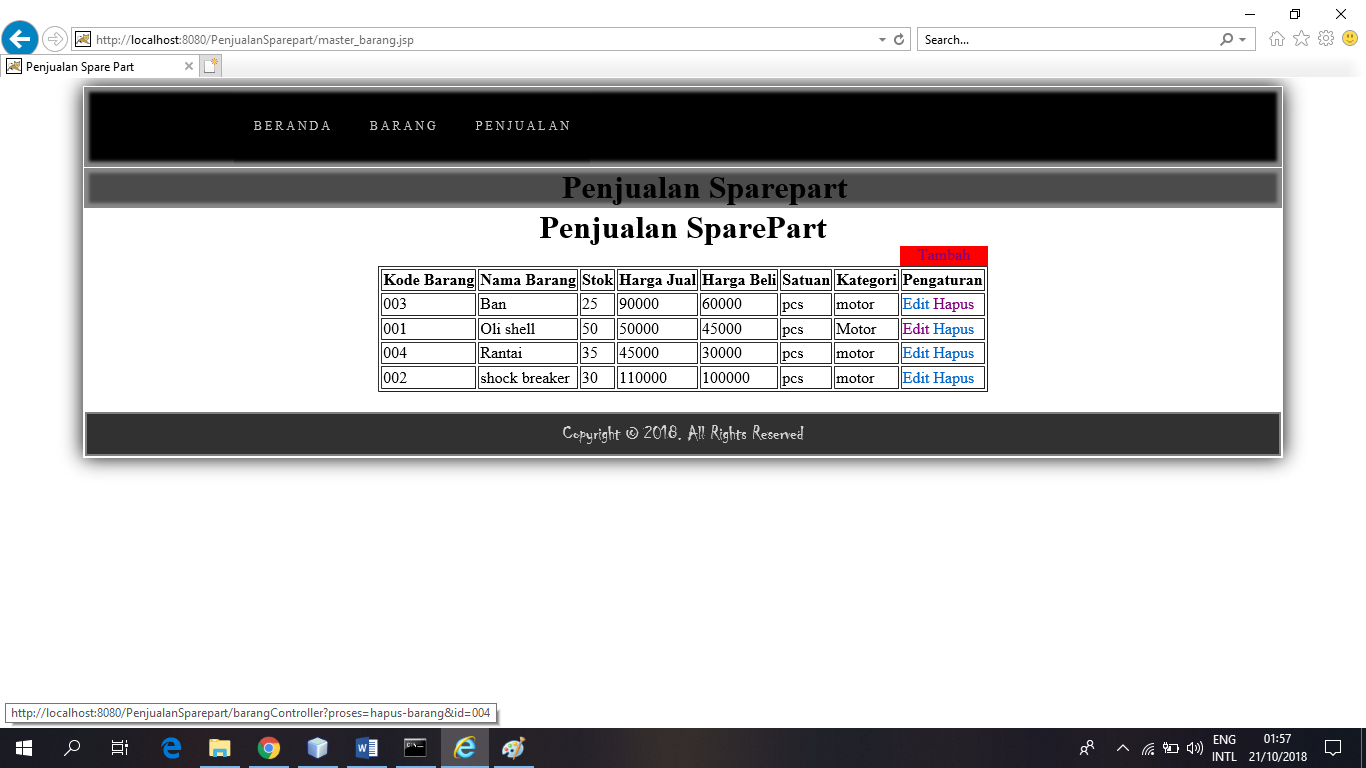 http://localhost:8080/PenjualanSparepart/master_barang.jsp
Search...
Penjualan Spare Part
BERANDA BARANG PENJUALAN
Penjualan Sparepart
Penjualan SparePart
Tambah
Kode Barang Nama Barang Stok Harga Jual Harga Beli Satuan Kategori Pengaturan
003 Ban 25 90000 60000 pcs motor Edit Hapus
001 Oli shell 50 50000 45000 pcs Motor Edit Hapus
004 Rantai 35 45000 30000 pcs motor Edit Hapus
002 shock breaker 30 110000 100000 pcs motor Edit Hapus
Copyright © 2018. All Rights Reserved
http://localhost:8080/PenjualanSparepart/barangController?proses=hapus-barang&id=004
ENG 01:57
INTL 21/10/2018